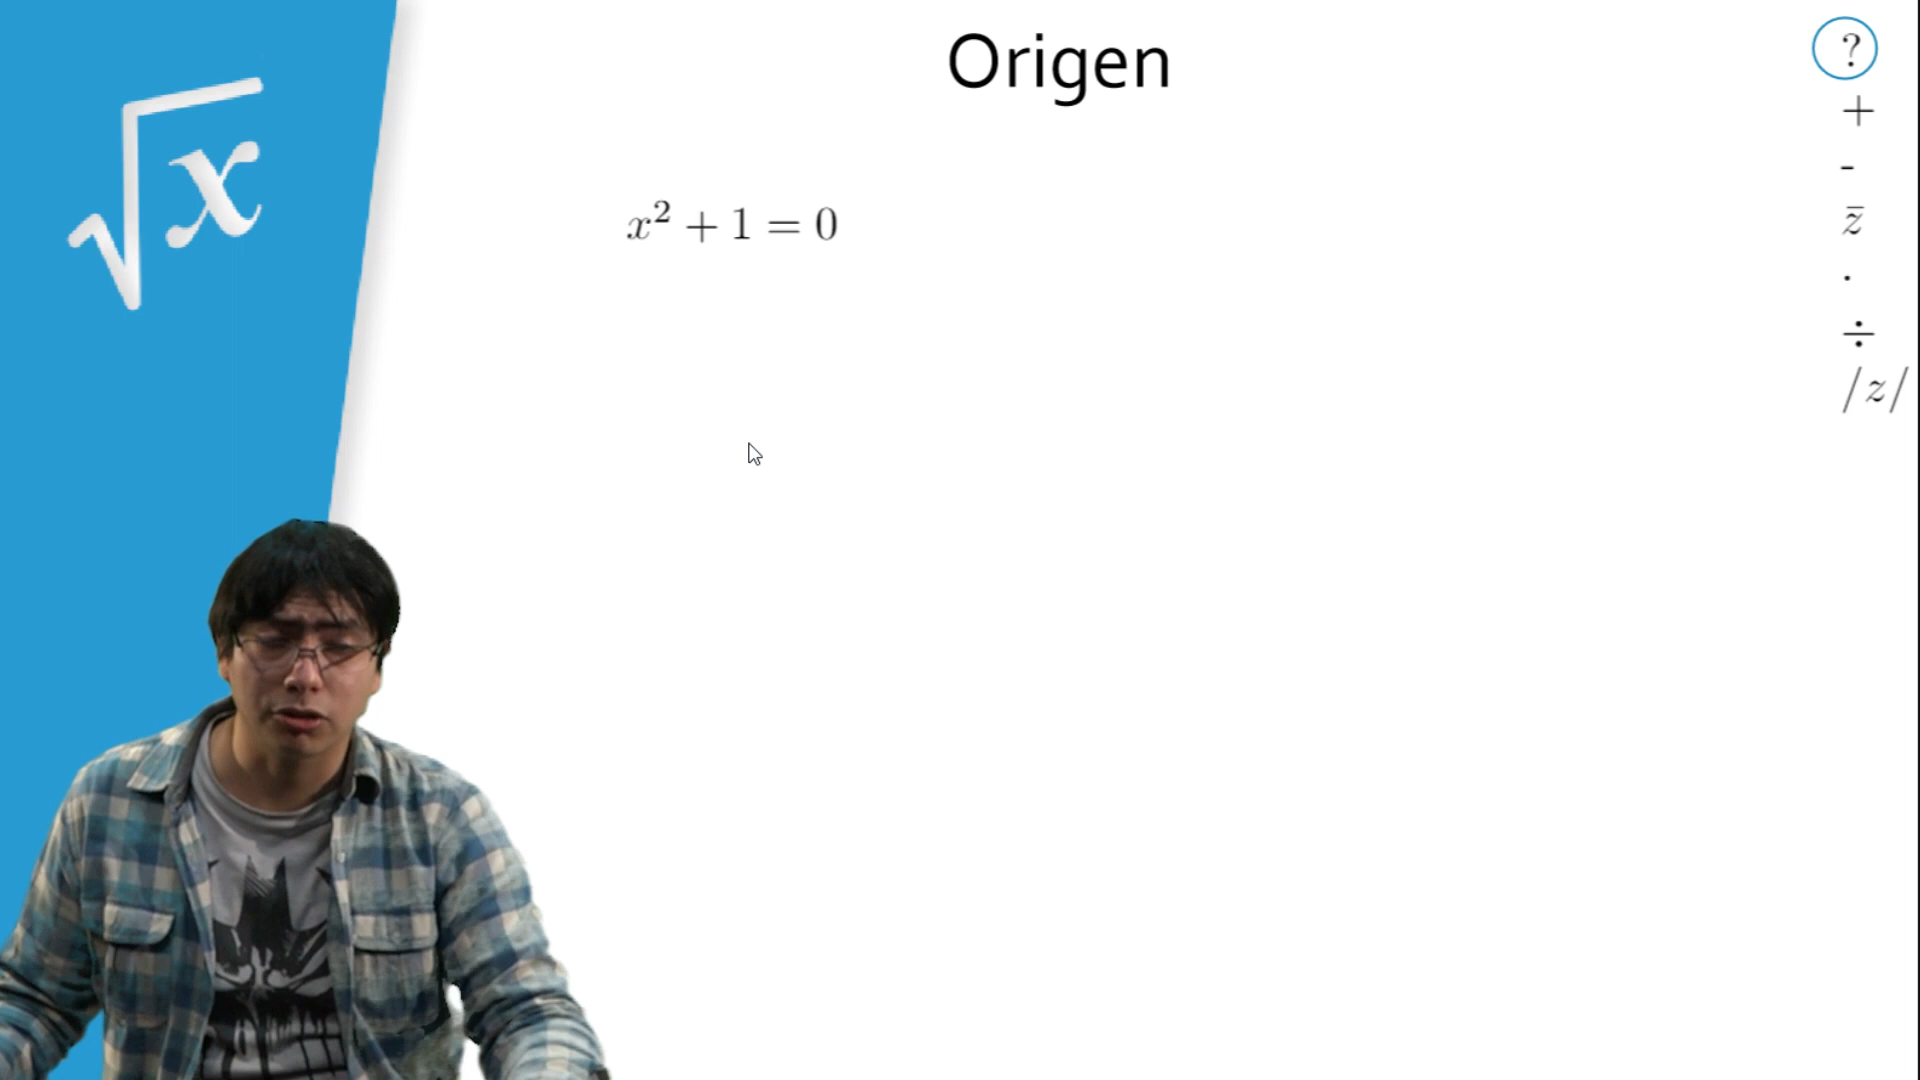 √x
Origen
x² + 1 = 0
?
+
-
z̄
·
÷
/z/